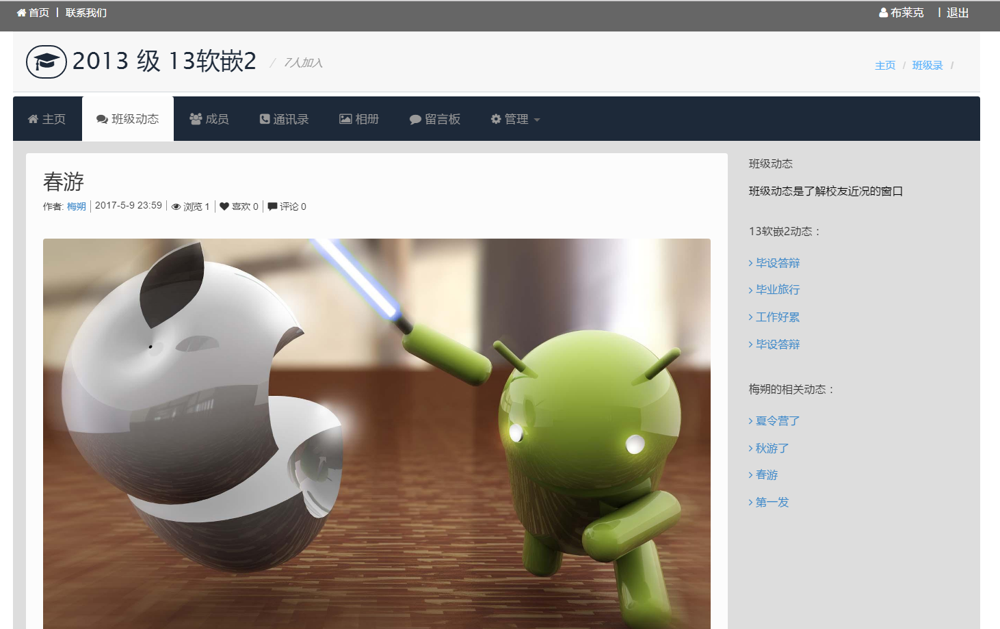 首页 | 联系我们
布莱克 | 退出
2013 级 13软嵌2 / 7人加入
主页 / 班级录 /
主页 班级动态 成员 通讯录 相册 留言板 管理
春游
作者: 梅朔 2017-5-9 23:59 浏览 1 喜欢 0 评论 0
班级动态
班级动态是了解校友近况的窗口
13软嵌2动态：
毕设答辩
毕业旅行
工作好累
毕设答辩
梅朔的相关动态：
夏令营了
秋游了
春游
第一发